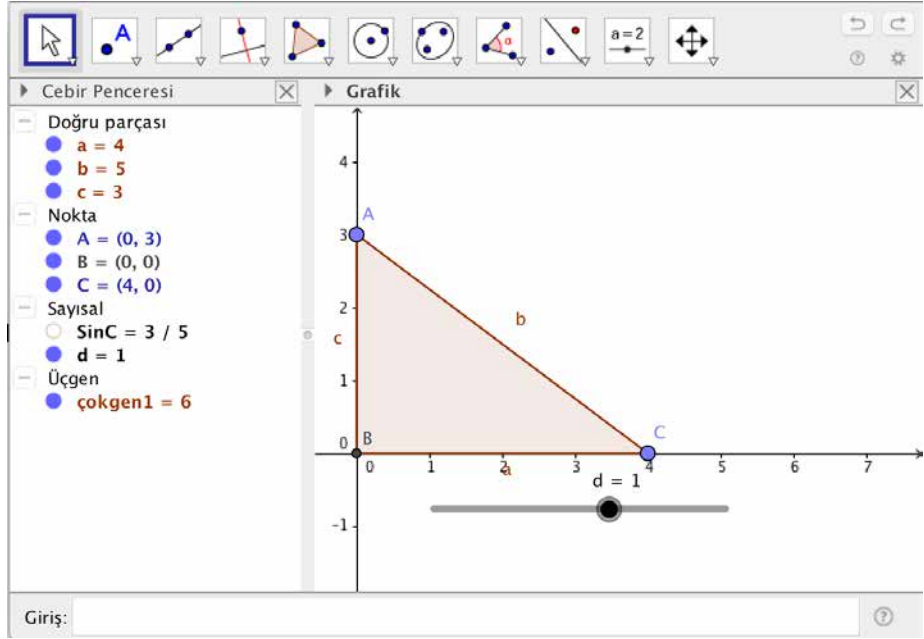 A
α
a=2
Cebir Penceresi
Doğru parçası
a = 4
b = 5
c = 3
Nokta
A = (0, 3)
B = (0, 0)
C = (4, 0)
Sayısal
SinC = 3 / 5
d = 1
Üçgen
çokgen1 = 6
Grafik
4
A
3
2
b
c
1
C
0
B
0
1
2
3
4
5
6
7
a
d = 1
-1
Giriş: